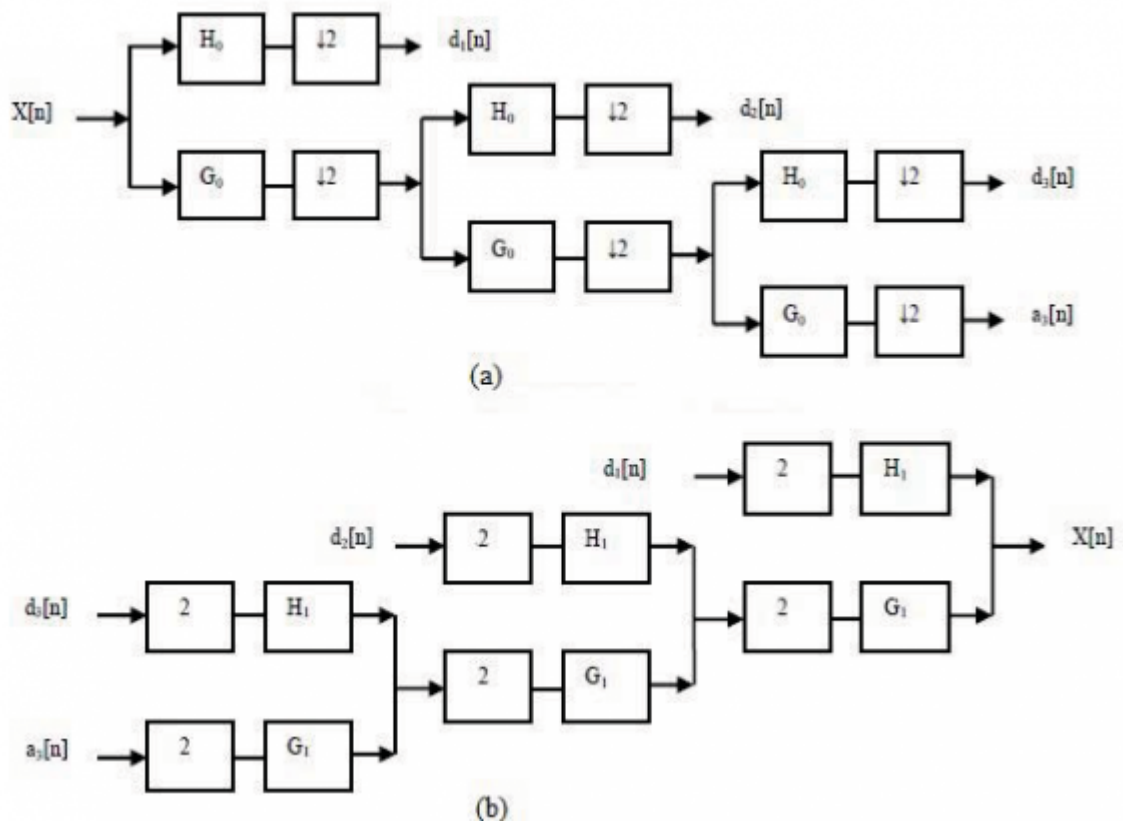 H₀ ↓2 d₁[n]
X[n] H₀ ↓2 d₂[n]
G₀ ↓2 H₀ ↓2 d₃[n]
G₀ ↓2
G₀ ↓2 a₃[n]
(a)
d₁[n] 2 H₁
d₂[n] 2 H₁ X[n]
d₃[n] 2 H₁ 2 G₁
2 G₁
a₃[n] 2 G₁
(b)